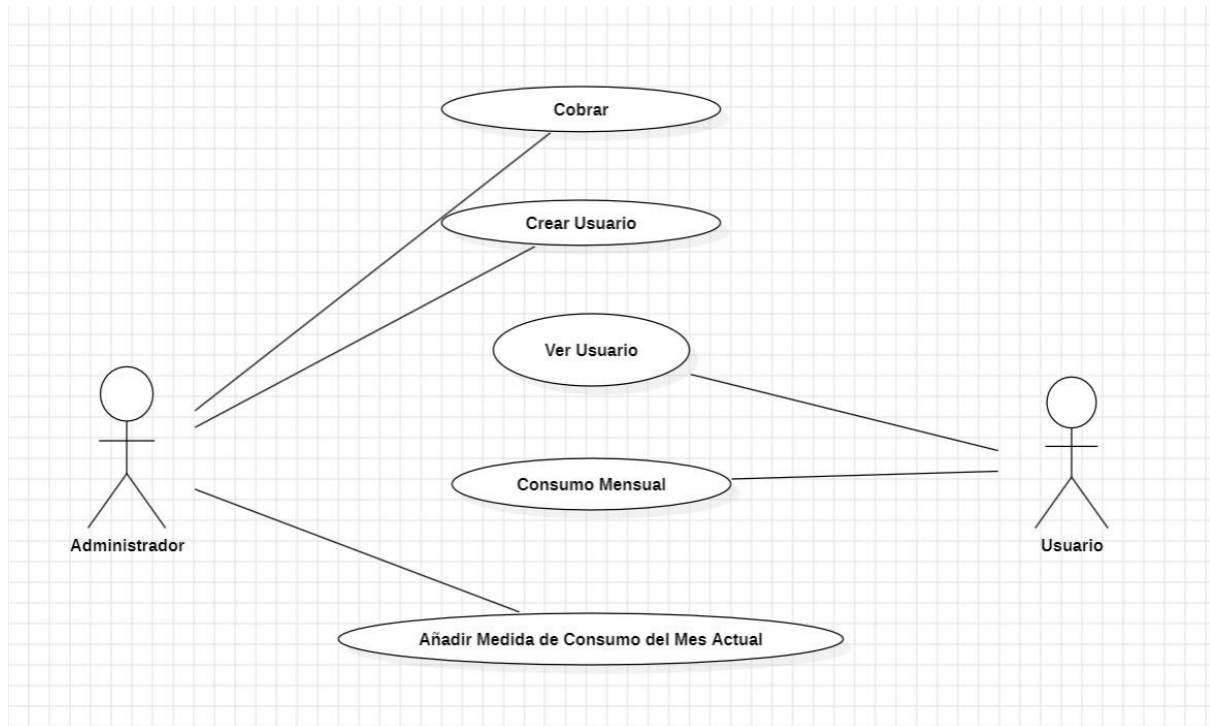 Cobrar
Crear Usuario
Ver Usuario
Consumo Mensual
Administrador
Usuario
Añadir Medida de Consumo del Mes Actual